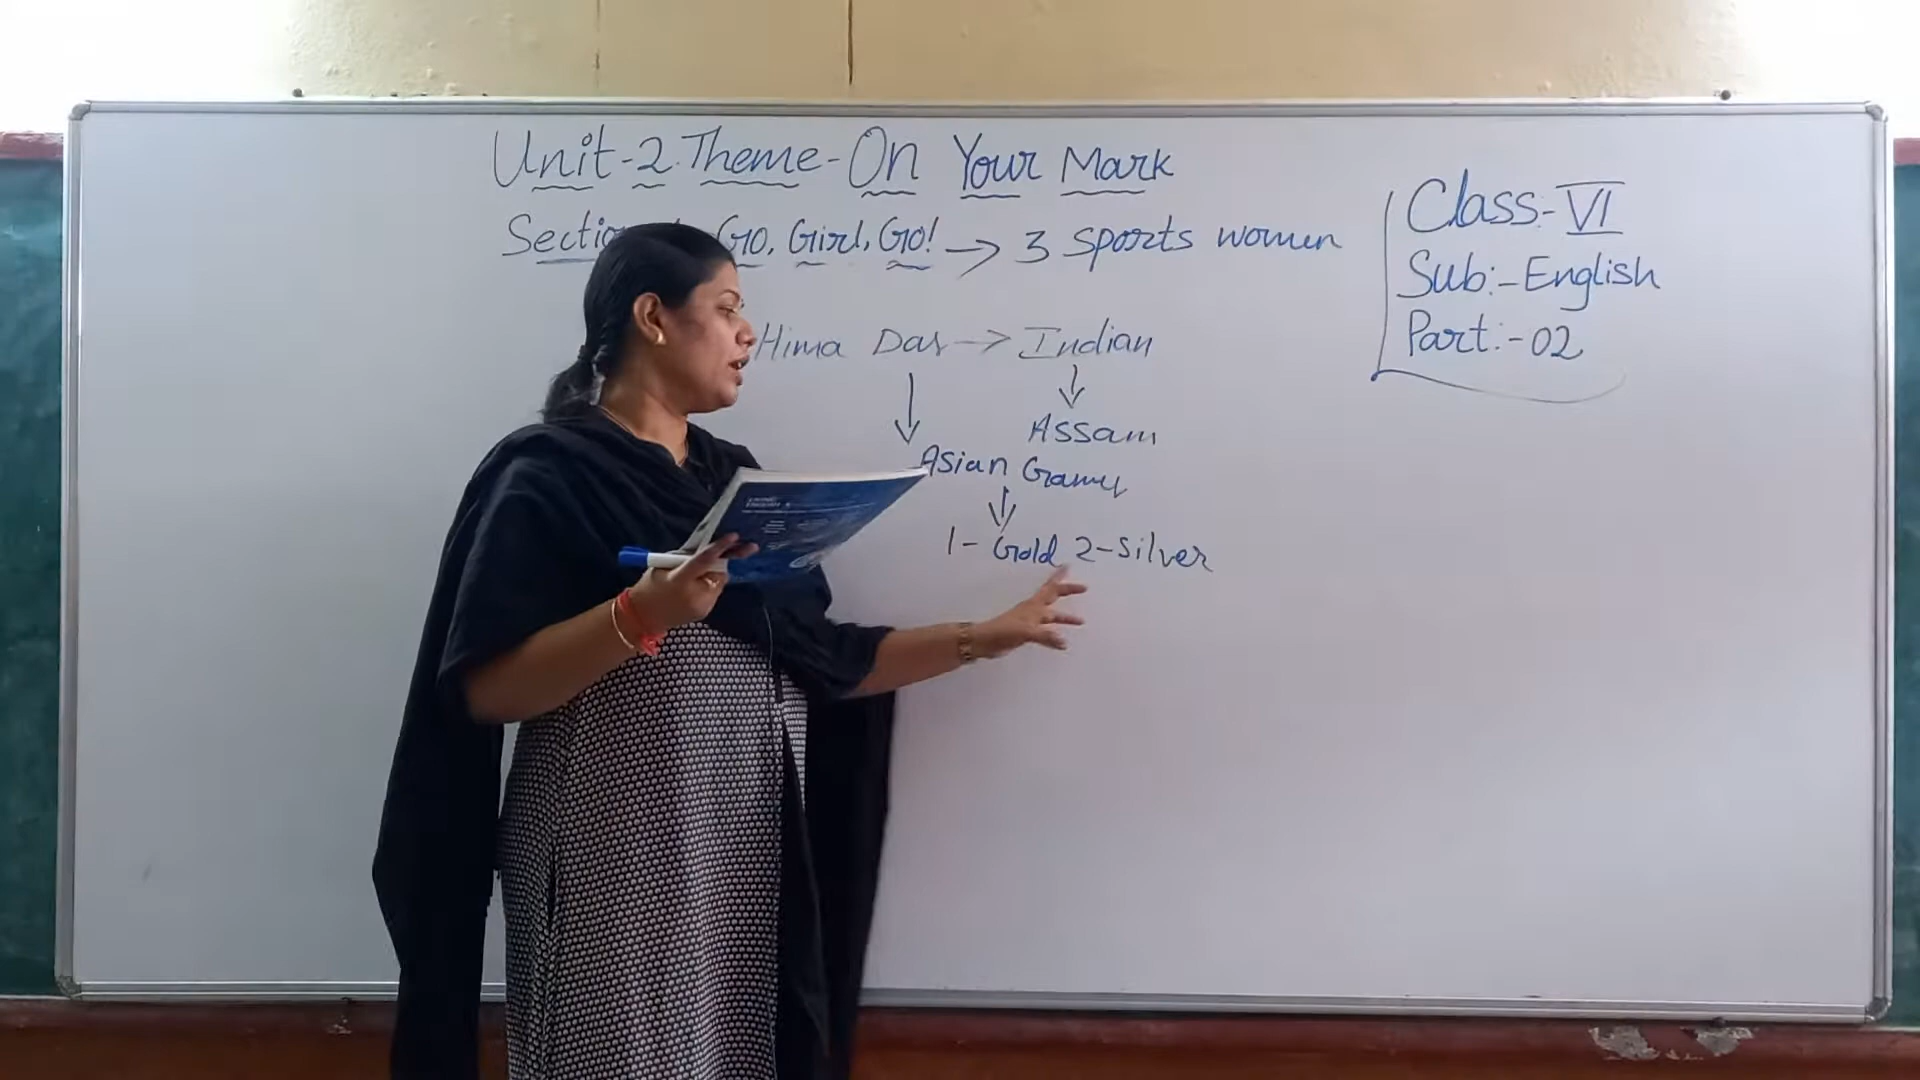 Unit-2 Theme-On Your Mark
Section Go, Girl, Go! → 3 sports women
Hima Das → Indian
Assam
Asian Games
1- Gold 2-Silver
Class:- VI
Sub:- English
Part:- 02